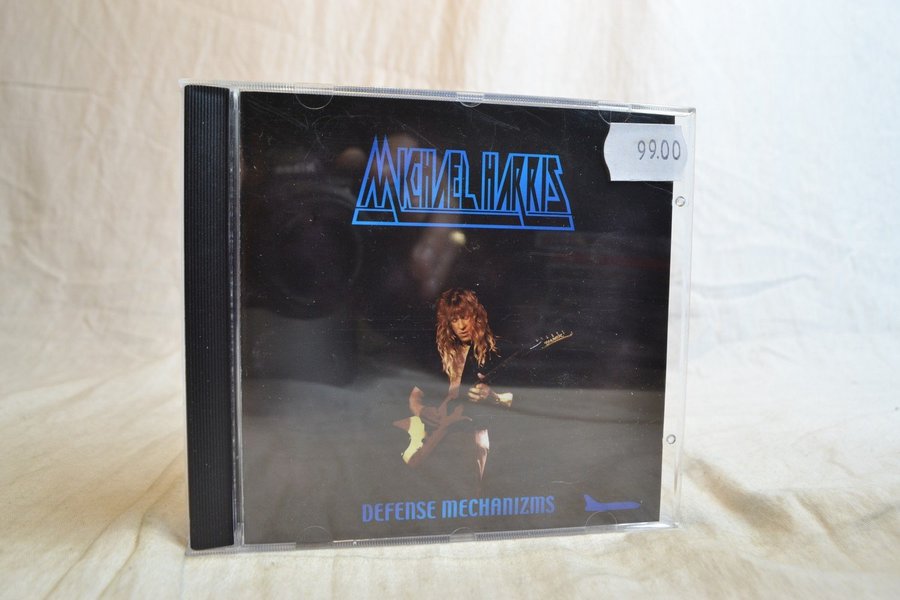 MICHAEL HARRIS
99.00
DEFENSE MECHANIZMS